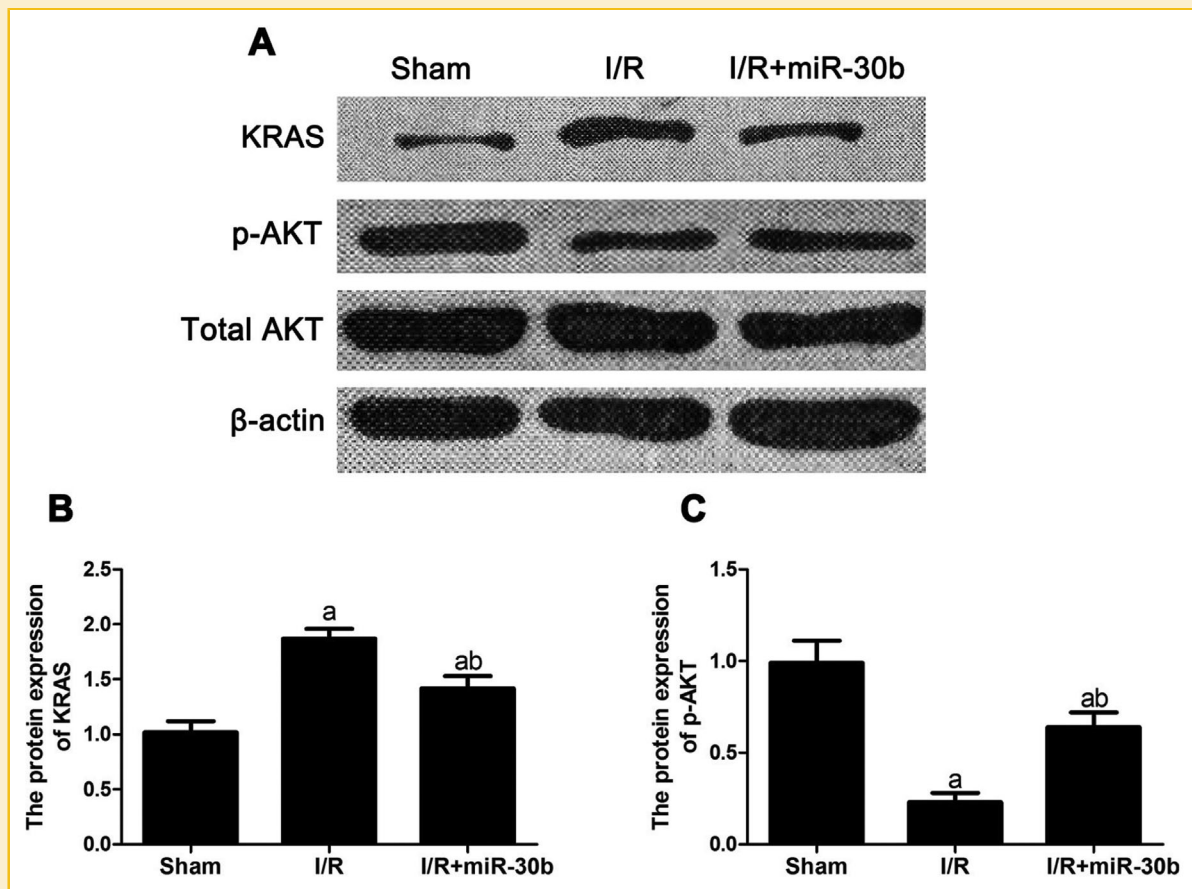 A
Sham I/R I/R+miR-30b
KRAS
p-AKT
Total AKT
β-actin
B
The protein expression
of KRAS
2.5
2.0
1.5
1.0
0.5
0.0
a
ab
Sham I/R I/R+miR-30b
C
The protein expression
of p-AKT
1.5
1.0
0.5
0.0
a
ab
Sham I/R I/R+miR-30b